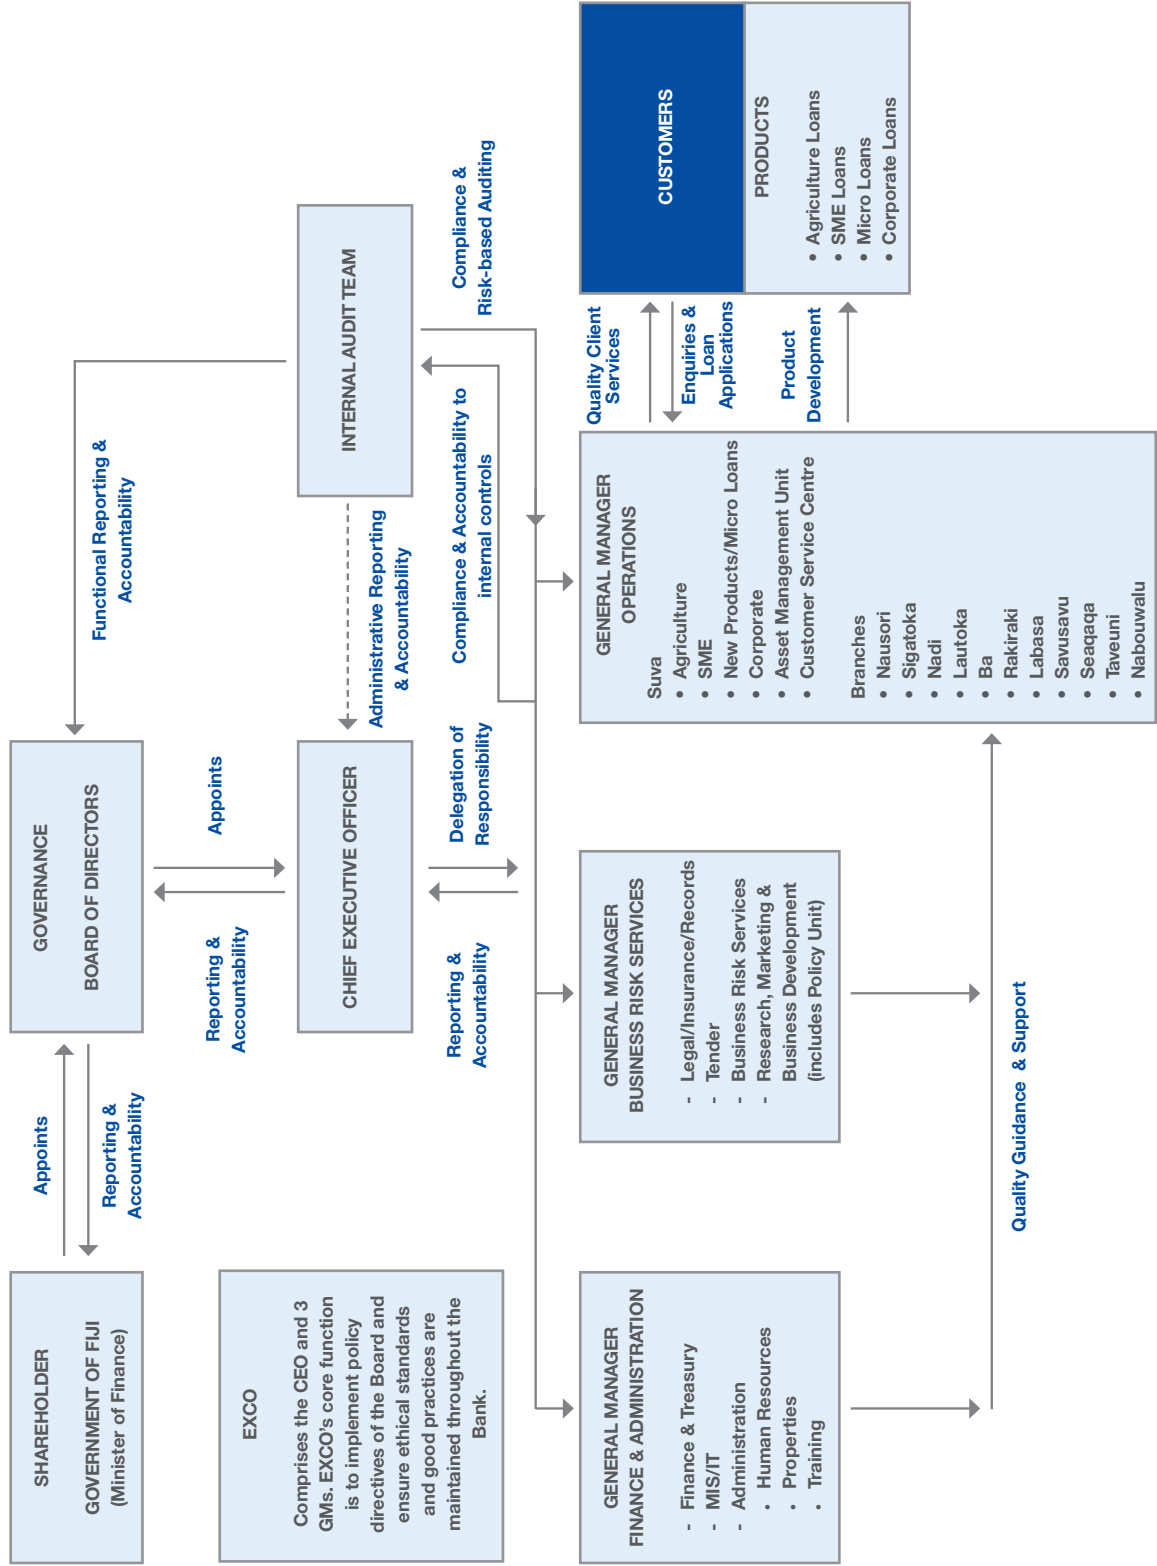 SHAREHOLDER
GOVERNMENT OF FIJI
(Minister of Finance)
Appoints
Reporting &
Accountability
GOVERNANCE
BOARD OF DIRECTORS
Functional Reporting &
Accountability
Reporting &
Accountability
Appoints
EXCO
Comprises the CEO and 3
GMs. EXCO’s core function
is to implement policy
directives of the Board and
ensure ethical standards
and good practices are
maintained throughout the
Bank.
CHIEF EXECUTIVE OFFICER
Administrative Reporting
& Accountability
INTERNAL AUDIT TEAM
Reporting &
Accountability
Delegation of
Responsibility
Compliance & Accountability to
internal controls
Compliance &
Risk-based Auditing
GENERAL MANAGER
FINANCE & ADMINISTRATION
- Finance & Treasury
- MIS/IT
- Administration
• Human Resources
• Properties
• Training
GENERAL MANAGER
BUSINESS RISK SERVICES
- Legal/Insurance/Records
- Tender
- Business Risk Services
- Research, Marketing &
Business Development
(includes Policy Unit)
GENERAL MANAGER
OPERATIONS
Suva
• Agriculture
• SME
• New Products/Micro Loans
• Corporate
• Asset Management Unit
• Customer Service Centre
Branches
• Nausori
• Sigatoka
• Nadi
• Lautoka
• Ba
• Rakiraki
• Labasa
• Savusavu
• Seaqaqa
• Taveuni
• Nabouwalu
Quality Client
Services
Enquiries &
Loan
Applications
Product
Development
CUSTOMERS
PRODUCTS
• Agriculture Loans
• SME Loans
• Micro Loans
• Corporate Loans
Quality Guidance & Support